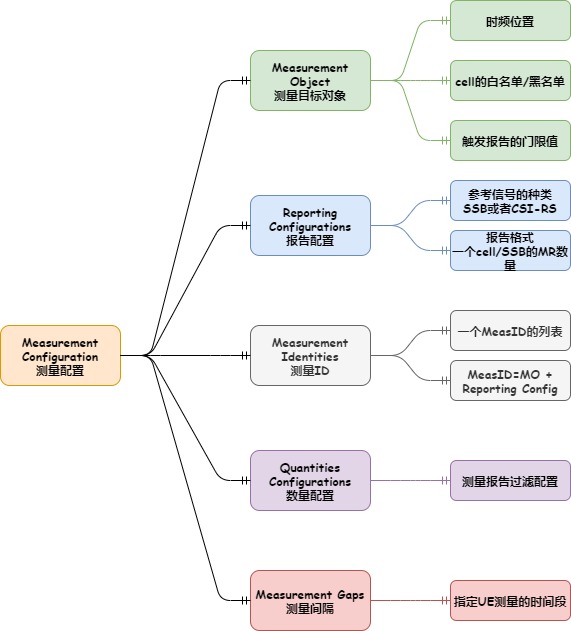 Measurement
Configuration
测量配置
Measurement
Object
测量目标对象
时频位置
cell的白名单/黑名单
触发报告的门限值
Reporting
Configurations
报告配置
参考信号的种类
SSB或者CSI-RS
报告格式
一个cell/SSB的MR数
量
Measurement
Identities
测量ID
一个MeasID的列表
MeasID=MO +
Reporting Config
Quantities
Configurations
数量配置
测量报告过滤配置
Measurement Gaps
测量间隔
指定UE测量的时间段